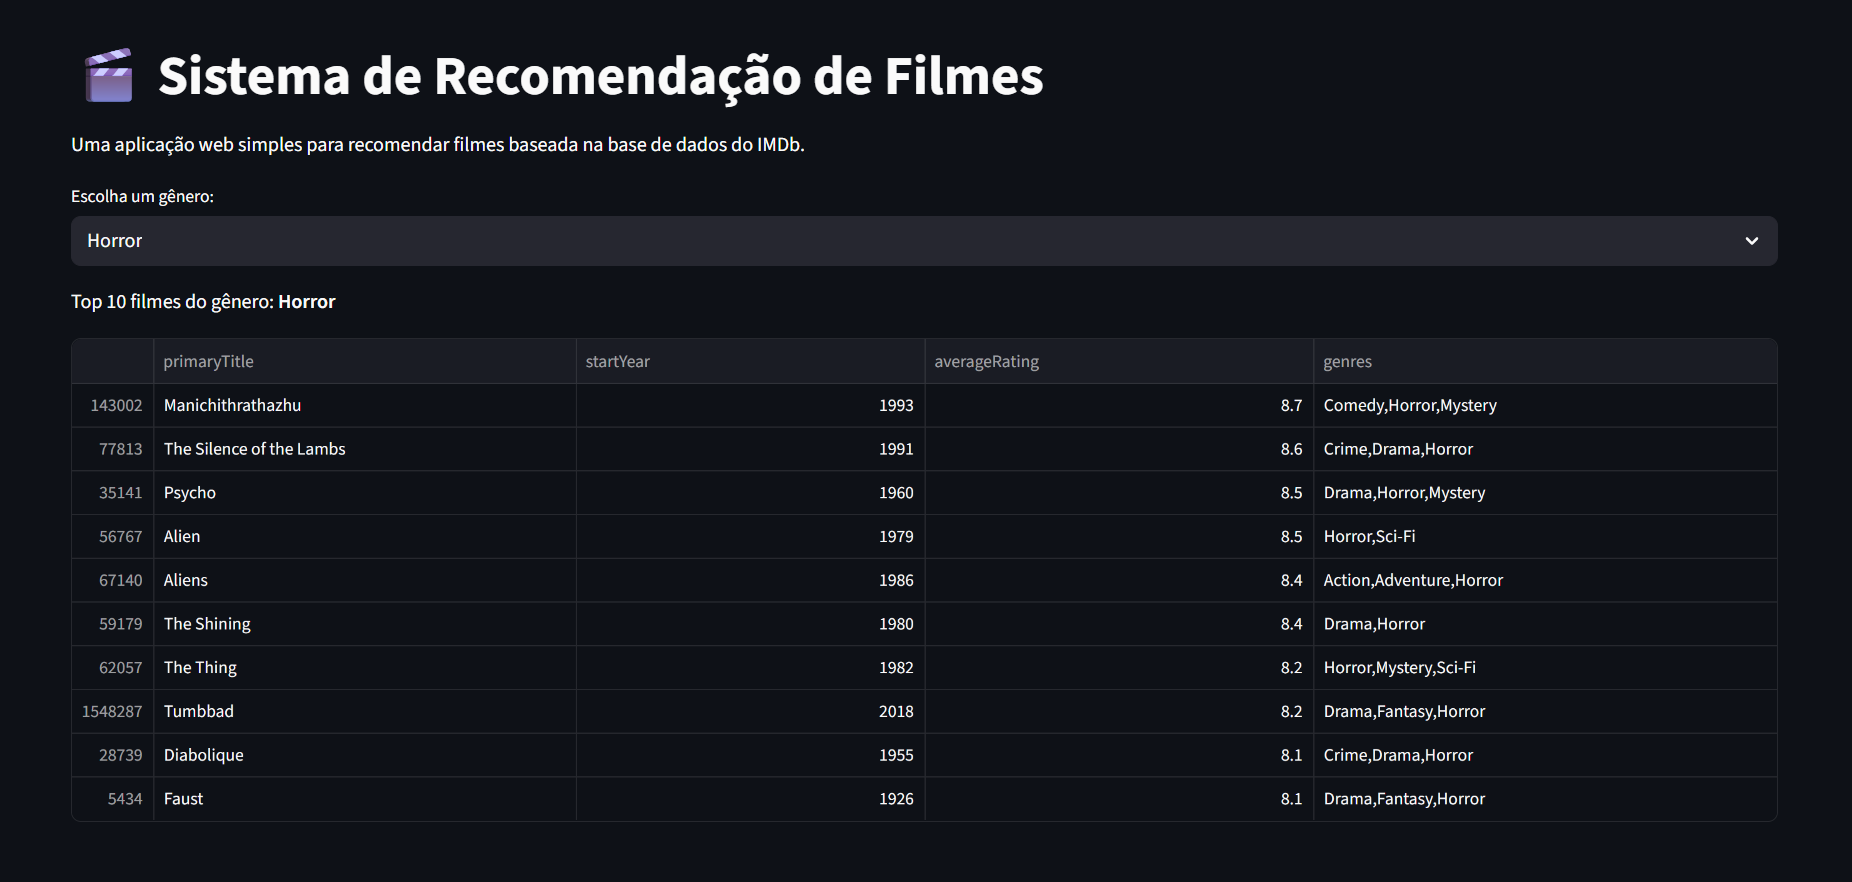 Sistema de Recomendação de Filmes
Uma aplicação web simples para recomendar filmes baseada na base de dados do IMDb.
Escolha um gênero:
Horror
Top 10 filmes do gênero: Horror
primaryTitle startYear averageRating genres
143002 Manichithrathazhu 1993 8.7 Comedy,Horror,Mystery
77813 The Silence of the Lambs 1991 8.6 Crime,Drama,Horror
35141 Psycho 1960 8.5 Drama,Horror,Mystery
56767 Alien 1979 8.5 Horror,Sci-Fi
67140 Aliens 1986 8.4 Action,Adventure,Horror
59179 The Shining 1980 8.4 Drama,Horror
62057 The Thing 1982 8.2 Horror,Mystery,Sci-Fi
1548287 Tumbbad 2018 8.2 Drama,Fantasy,Horror
28739 Diabolique 1955 8.1 Crime,Drama,Horror
5434 Faust 1926 8.1 Drama,Fantasy,Horror